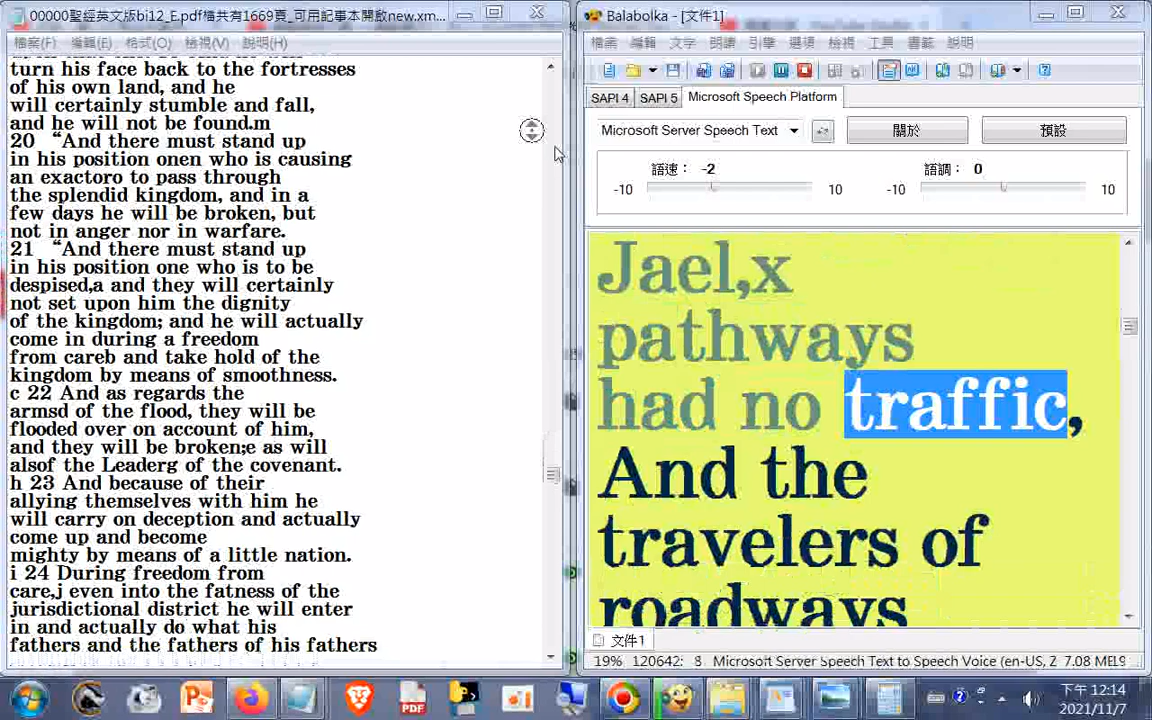 00000聖經英文版bi12_E.pdf檔共有1669頁_可用記事本開啟new.xm...
檔案(F) 編輯(E) 格式(O) 檢視(V) 說明(H)
turn his face back to the fortresses
of his own land, and he
will certainly stumble and fall,
and he will not be found.m
20 “And there must stand up
in his position onen who is causing
an exactoro to pass through
the splendid kingdom, and in a
few days he will be broken, but
not in anger nor in warfare.
21 “And there must stand up
in his position one who is to be
despised,a and they will certainly
not set upon him the dignity
of the kingdom; and he will actually
come in during a freedom
from careb and take hold of the
kingdom by means of smoothness.
c 22 And as regards the
armsd of the flood, they will be
flooded over on account of him,
and they will be broken;e as will
alsof the Leaderg of the covenant.
h 23 And because of their
allying themselves with him he
will carry on deception and actually
come up and become
mighty by means of a little nation.
i 24 During freedom from
care,j even into the fatness of the
jurisdictional district he will enter
in and actually do what his
fathers and the fathers of his fathers
Balabolka - [文件1]
檔案 編輯 文字 朗讀 引擎 選項 檢視 工具 書籤 說明
SAPI 4 SAPI 5 Microsoft Speech Platform
Microsoft Server Speech Text 關於 預設
語速： -2 語調： 0
-10 10 -10 10
Jael,x
pathways
had no traffic,
And the
travelers of
roadways
文件1
19% 120642: 8 Microsoft Server Speech Text to Speech Voice (en-US, Z 7.08 MEL9
PDF
下午 12:14
2021/11/7